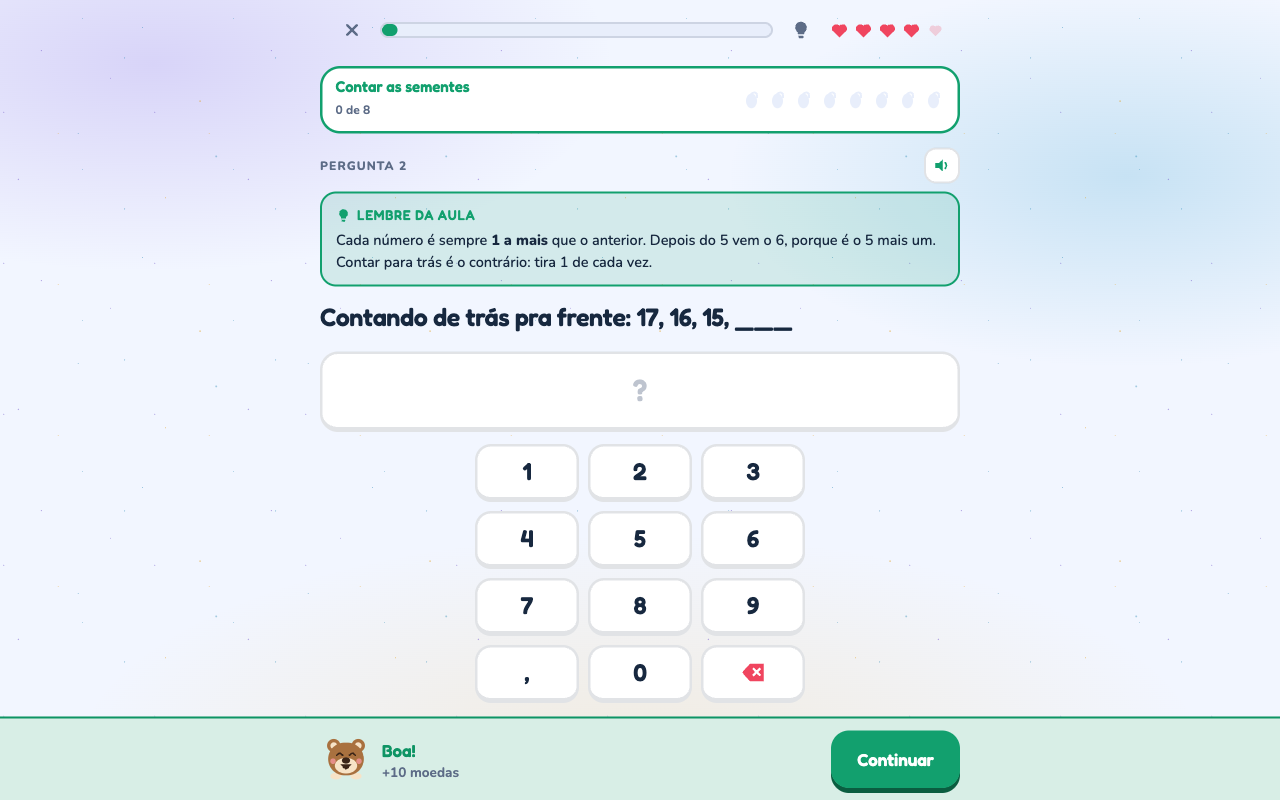 Contar as sementes
0 de 8
PERGUNTA 2
LEMBRE DA AULA
Cada número é sempre 1 a mais que o anterior. Depois do 5 vem o 6, porque é o 5 mais um.
Contar para trás é o contrário: tira 1 de cada vez.
Contando de trás pra frente: 17, 16, 15, ____
?
1 2 3
4 5 6
7 8 9
, 0
Boa!
+10 moedas
Continuar